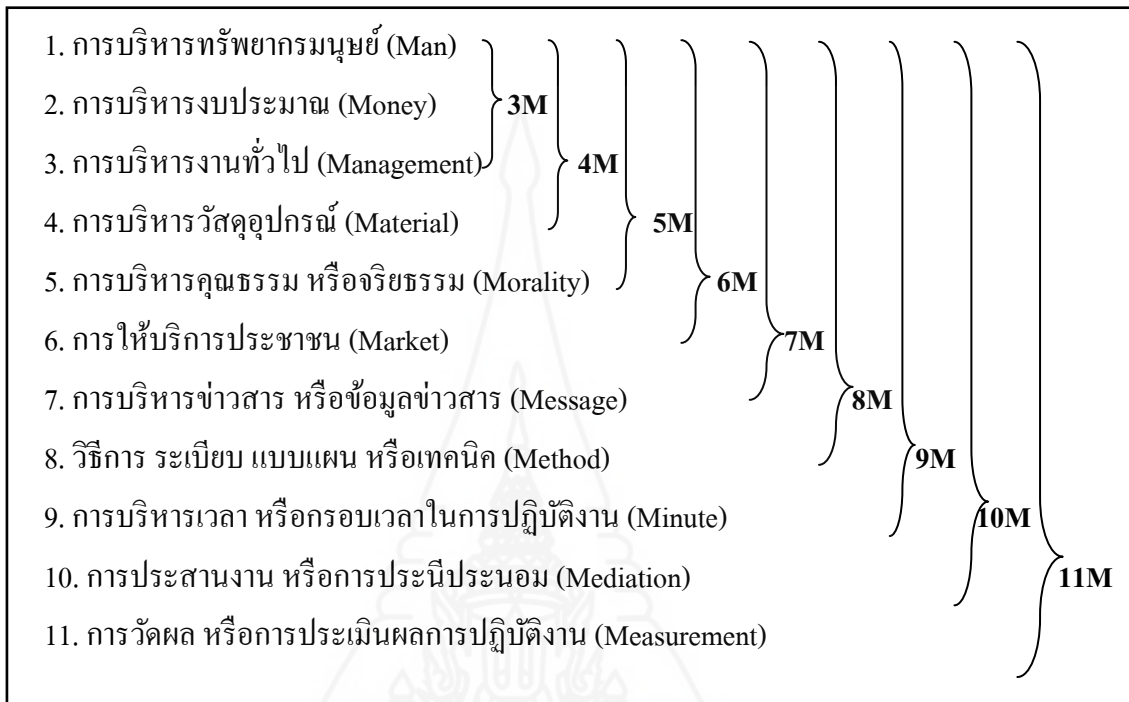 1. การบริหารทรัพยากรมนุษย์ (Man)
2. การบริหารงบประมาณ (Money)
3M
3. การบริหารงานทั่วไป (Management)
4M
4. การบริหารวัสดุอุปกรณ์ (Material)
5M
5. การบริหารคุณธรรม หรือจริยธรรม (Morality)
6M
6. การให้บริการประชาชน (Market)
7M
7. การบริหารข่าวสาร หรือข้อมูลข่าวสาร (Message)
8M
8. วิธีการ ระเบียบ แบบแผน หรือเทคนิค (Method)
9M
9. การบริหารเวลา หรือกรอบเวลาในการปฏิบัติงาน (Minute)
10M
10. การประสานงาน หรือการประนีประนอม (Mediation)
11M
11. การวัดผล หรือการประเมินผลการปฏิบัติงาน (Measurement)